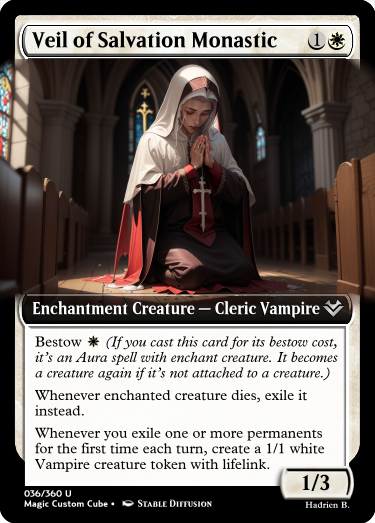 Veil of Salvation Monastic 1
Enchantment Creature — Cleric Vampire
Bestow (If you cast this card for its bestow cost,
it's an Aura spell with enchant creature. It becomes
a creature again if it's not attached to a creature.)
Whenever enchanted creature dies, exile it
instead.
Whenever you exile one or more permanents
for the first time each turn, create a 1/1 white
Vampire creature token with lifelink.
1/3
036/360 U
Magic Custom Cube • Stable Diffusion
Hadrien B.